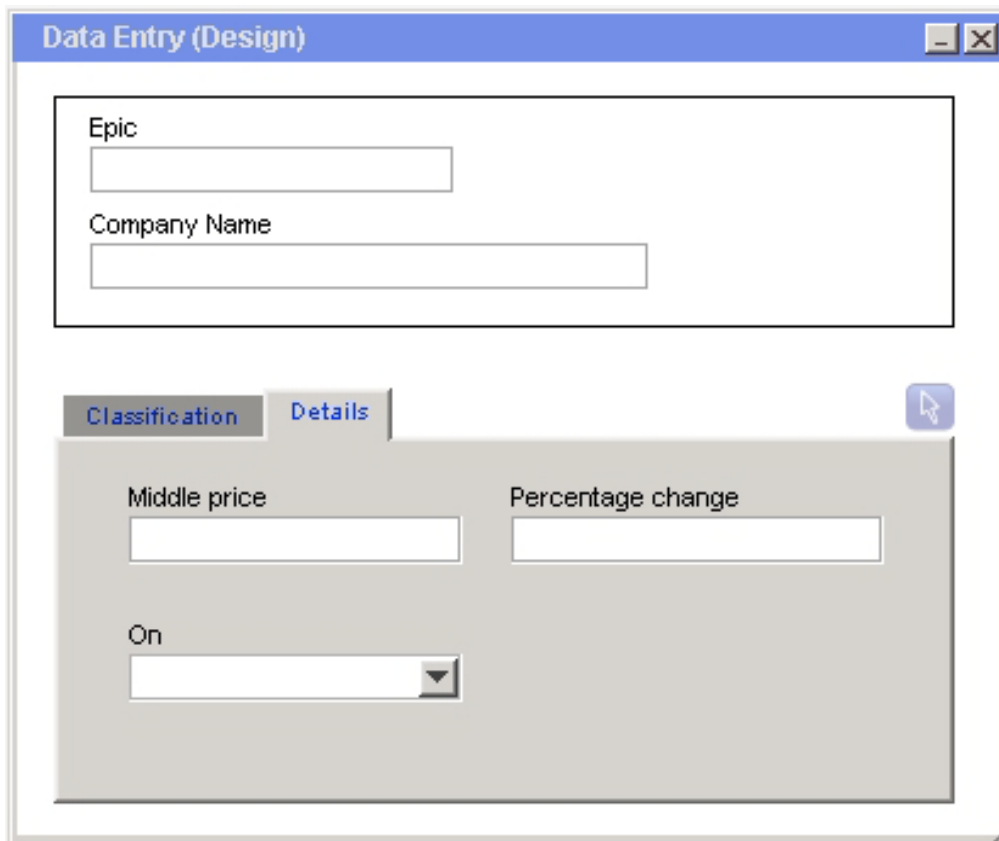 Data Entry (Design)
Epic
Company Name
Classification
Details
Middle price
Percentage change
On